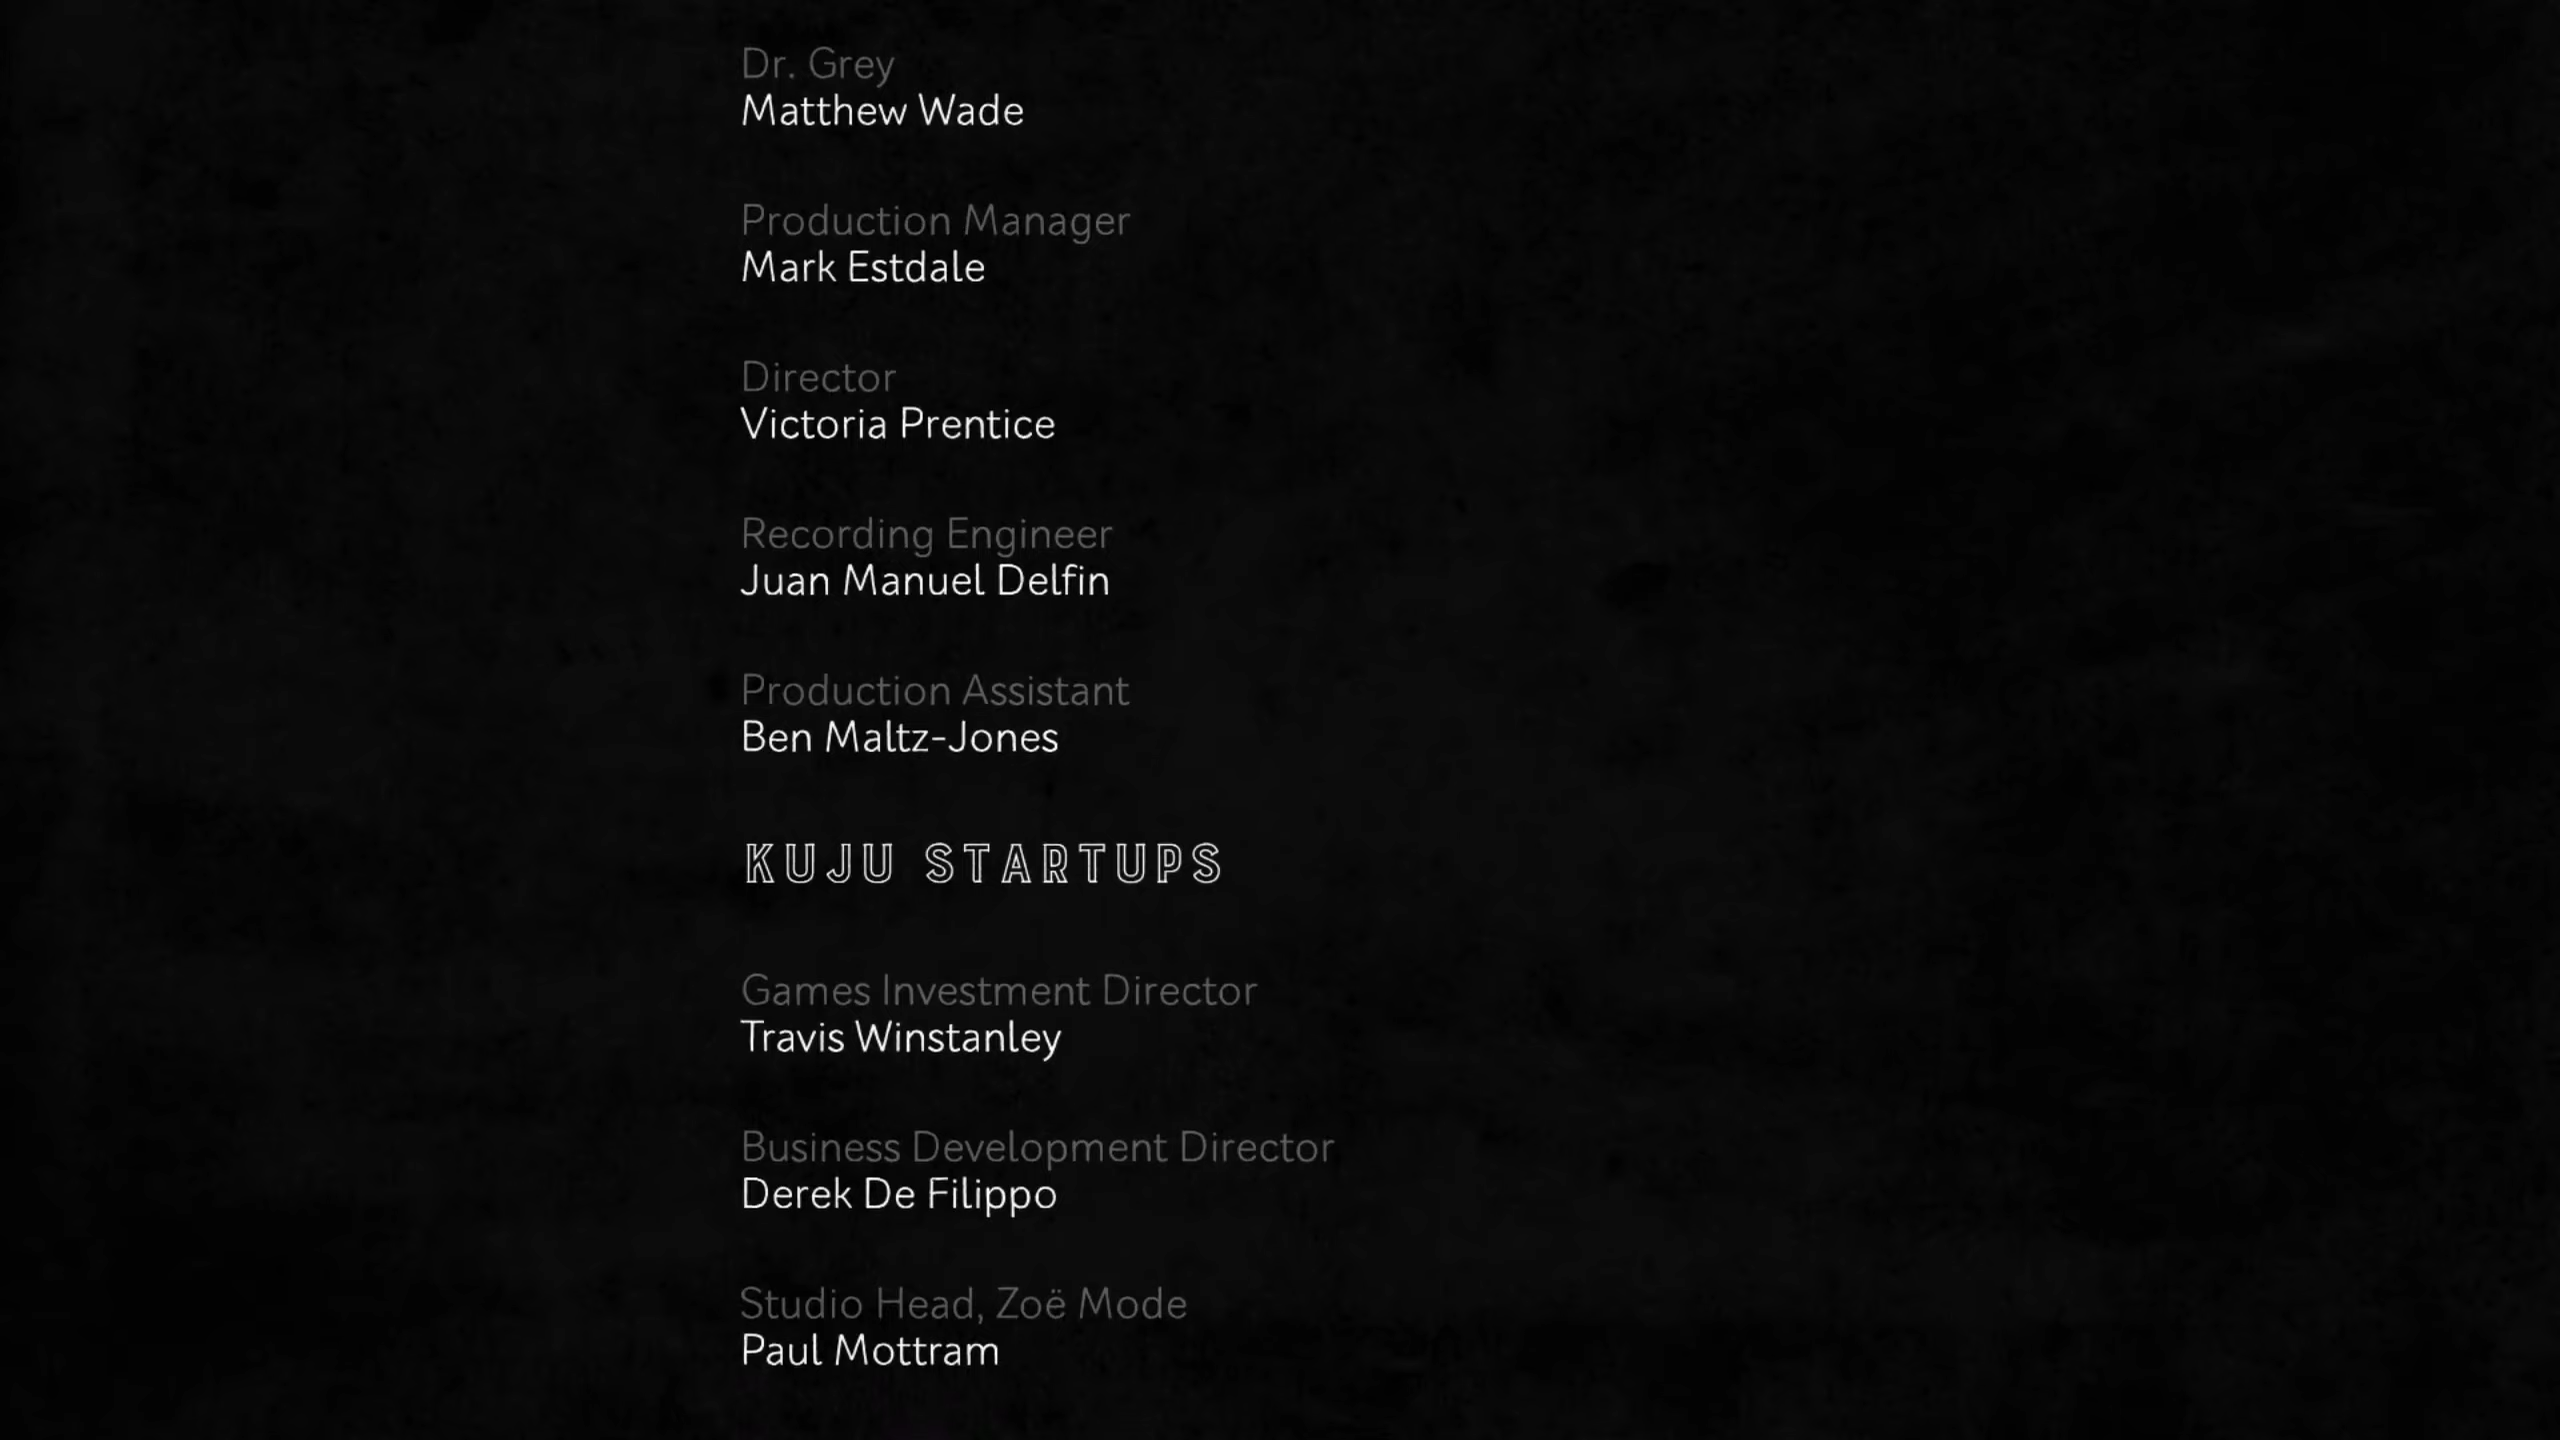 Dr. Grey
Matthew Wade
Production Manager
Mark Estdale
Director
Victoria Prentice
Recording Engineer
Juan Manuel Delfin
Production Assistant
Ben Maltz-Jones
KUJU STARTUPS
Games Investment Director
Travis Winstanley
Business Development Director
Derek De Filippo
Studio Head, Zoë Mode
Paul Mottram